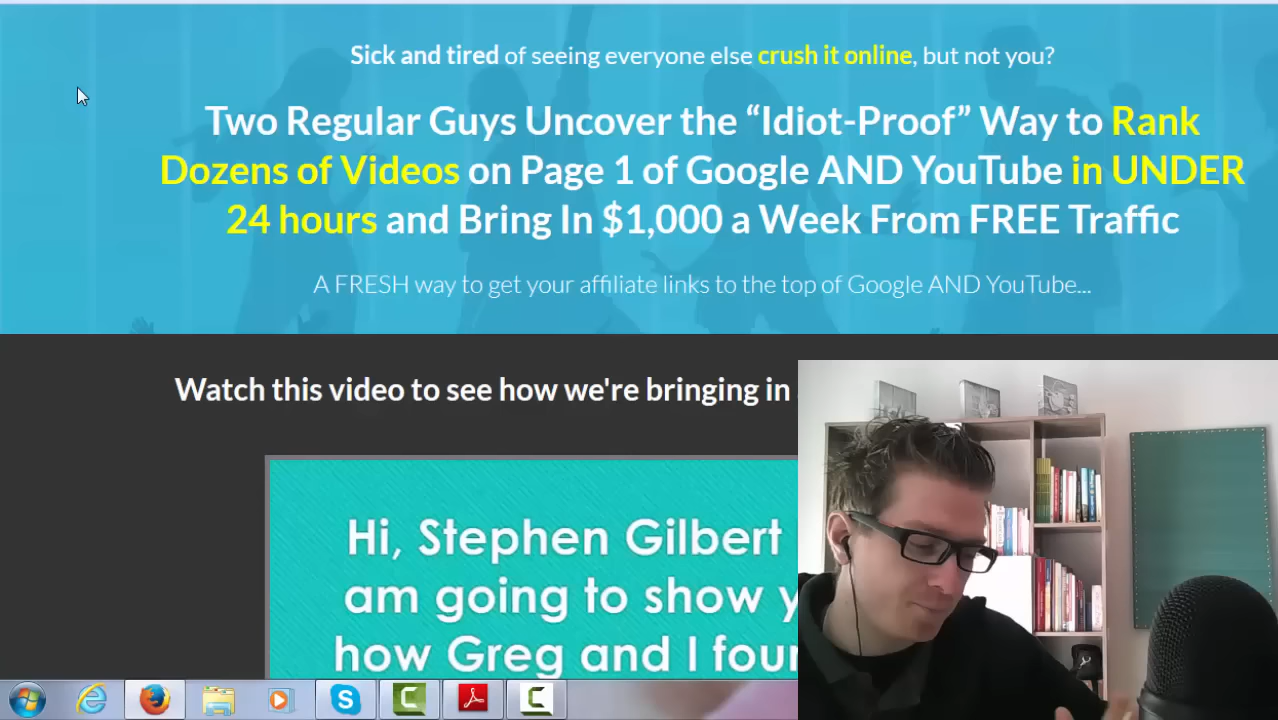 Sick and tired of seeing everyone else crush it online, but not you?
Two Regular Guys Uncover the “Idiot-Proof” Way to Rank
Dozens of Videos on Page 1 of Google AND YouTube in UNDER
24 hours and Bring In $1,000 a Week From FREE Traffic
A FRESH way to get your affiliate links to the top of Google AND YouTube...
Watch this video to see how we're bringing in
Hi, Stephen Gilbert
am going to show
how Greg and I